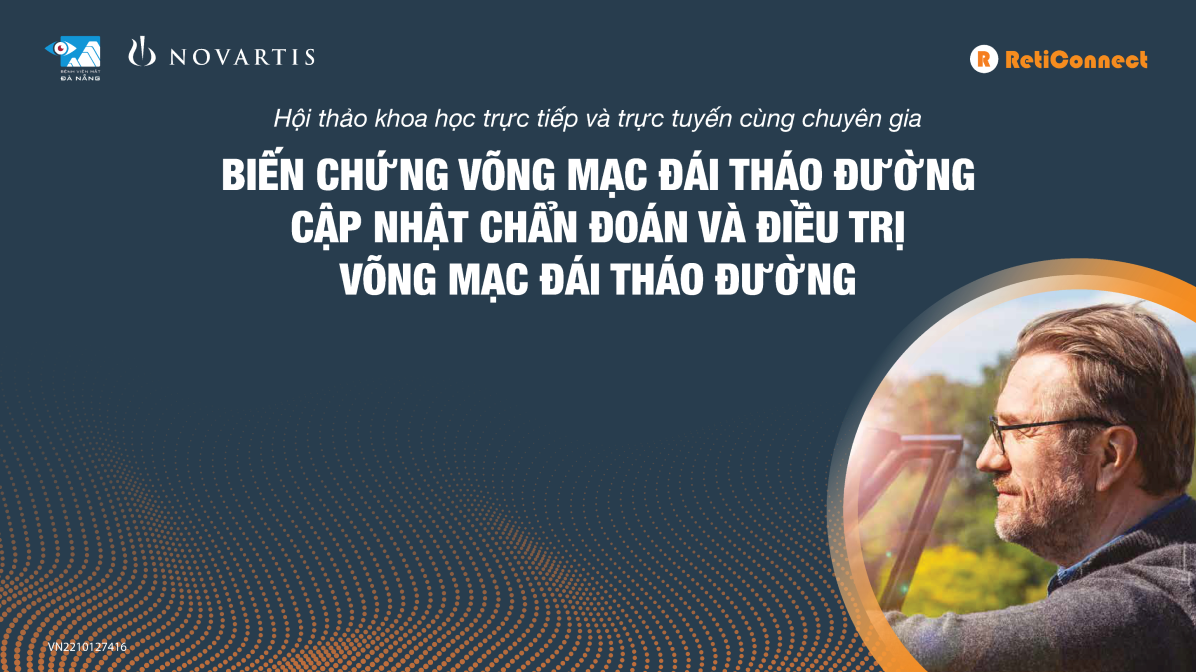 BỆNH VIỆN MẮT
ĐÀ NẴNG
NOVARTIS
R RetiConnect
Hội thảo khoa học trực tiếp và trực tuyến cùng chuyên gia
BIẾN CHỨNG VÕNG MẠC ĐÁI THÁO ĐƯỜNG
CẬP NHẬT CHẨN ĐOÁN VÀ ĐIỀU TRỊ
VÕNG MẠC ĐÁI THÁO ĐƯỜNG
VN2210127416